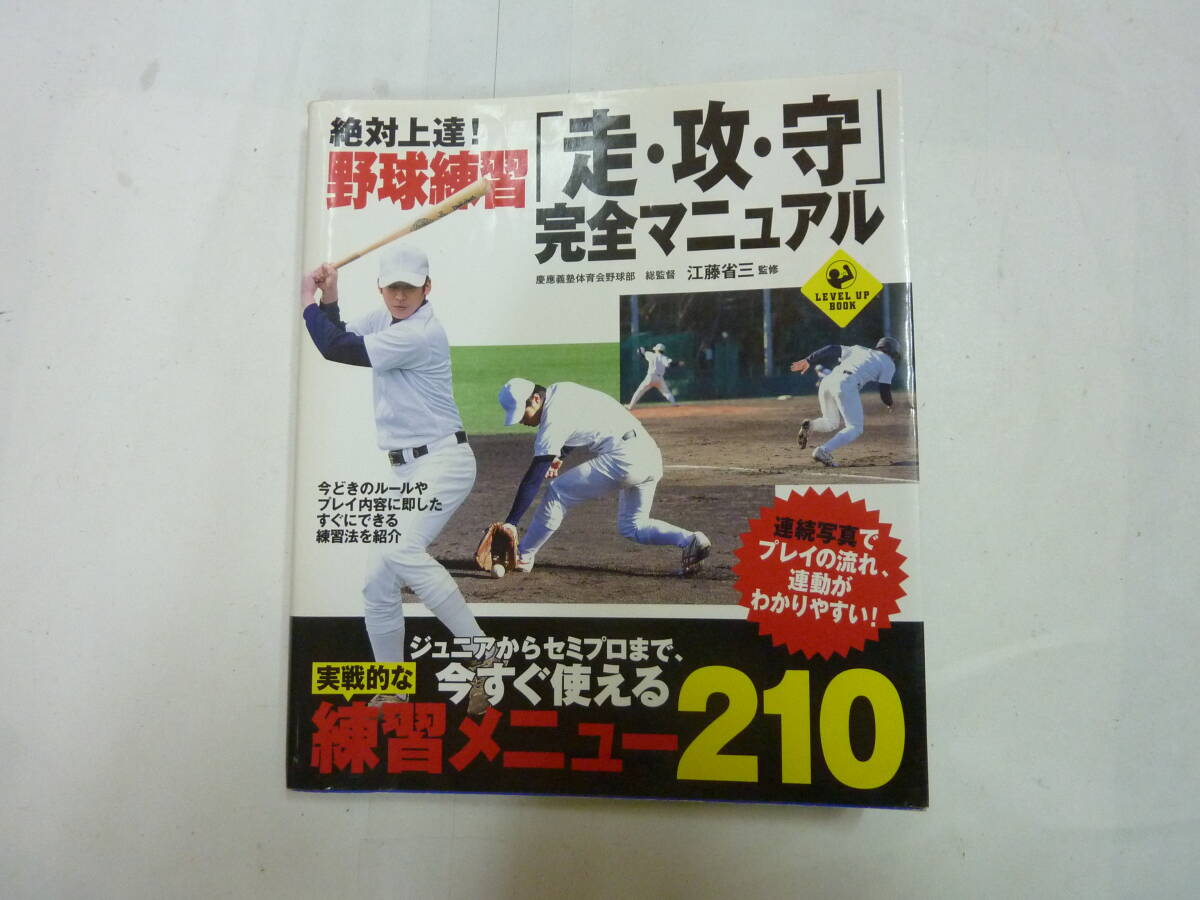 絶対上達!
野球練習
「走・攻・守」
完全マニュアル
慶應義塾体育会野球部 総監督 江藤省三 監修
LEVEL UP
BOOK
今どきのルールや
プレイ内容に即した
すぐにできる
練習法を紹介
連続写真で
プレイの流れ、
連動が
わかりやすい!
ジュニアからセミプロまで、
実戦的な
今すぐ使える
練習メニュー210